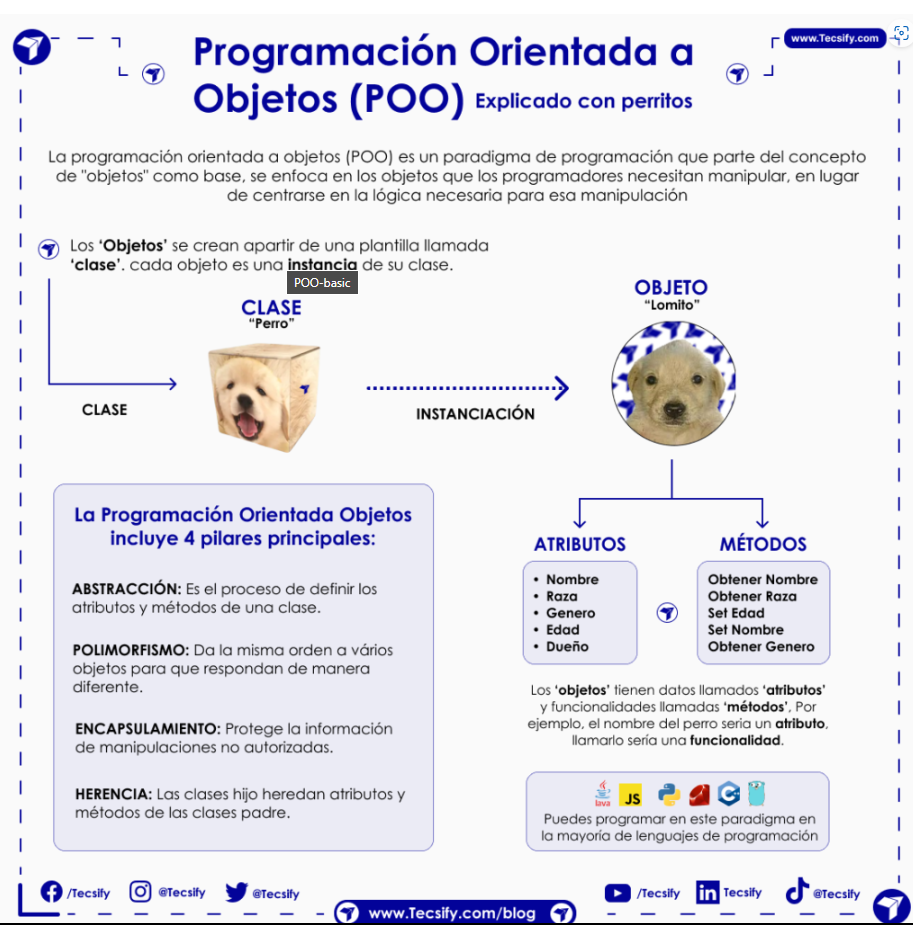 www.Tecsify.com
Programación Orientada a
Objetos (POO) Explicado con perritos
La programación orientada a objetos (POO) es un paradigma de programación que parte del concepto
de "objetos" como base, se enfoca en los objetos que los programadores necesitan manipular, en lugar
de centrarse en la lógica necesaria para esa manipulación
Los ‘Objetos’ se crean apartir de una plantilla llamada
‘clase’. cada objeto es una instancia de su clase.
POO-basic
CLASE
“Perro”
OBJETO
“Lomito”
CLASE
INSTANCIACIÓN
La Programación Orientada Objetos
incluye 4 pilares principales:
ABSTRACCIÓN: Es el proceso de definir los
atributos y métodos de una clase.
POLIMORFISMO: Da la misma orden a vários
objetos para que respondan de manera
diferente.
ENCAPSULAMIENTO: Protege la información
de manipulaciones no autorizadas.
HERENCIA: Las clases hijo heredan atributos y
métodos de las clases padre.
ATRIBUTOS
• Nombre
• Raza
• Genero
• Edad
• Dueño
MÉTODOS
Obtener Nombre
Obtener Raza
Set Edad
Set Nombre
Obtener Genero
Los ‘objetos’ tienen datos llamados ‘atributos’
y funcionalidades llamadas ‘métodos’, Por
ejemplo, el nombre del perro seria un atributo,
llamarlo sería una funcionalidad.
Java JS C++
Puedes programar en este paradigma en
la mayoría de lenguajes de programación
/Tecsify @Tecsify @Tecsify
www.Tecsify.com/blog
/Tecsify Tecsify @Tecsify